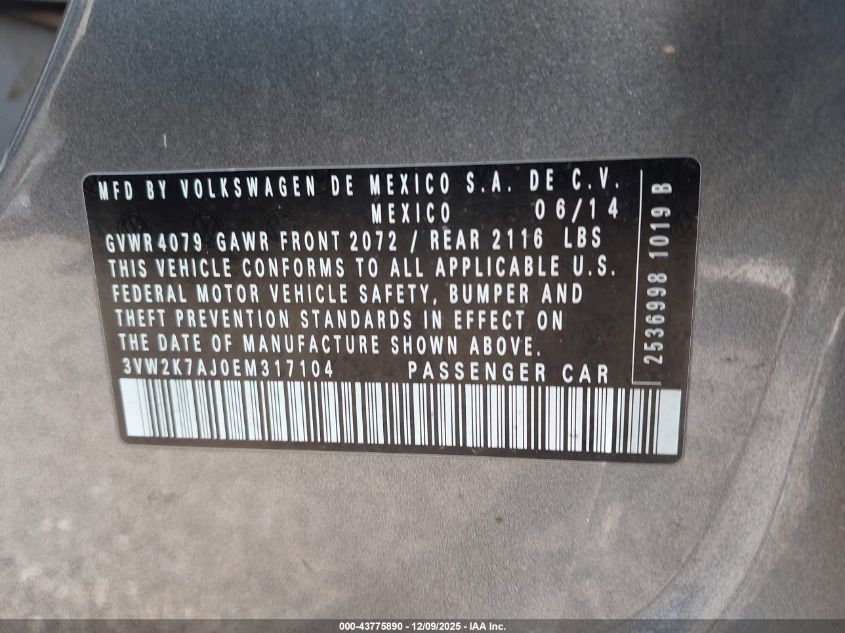 MFD BY VOLKSWAGEN DE MEXICO S.A. DE C.V.
MEXICO 06/14
GVWR4079 GAWR FRONT 2072 / REAR 2116 LBS
THIS VEHICLE CONFORMS TO ALL APPLICABLE U.S.
FEDERAL MOTOR VEHICLE SAFETY, BUMPER AND
THEFT PREVENTION STANDARDS IN EFFECT ON
THE DATE OF MANUFACTURE SHOWN ABOVE.
3VW2K7AJ0EM317104 PASSENGER CAR
2536998 1019 B
000-43775890 - 12/09/2025 - IAA Inc.